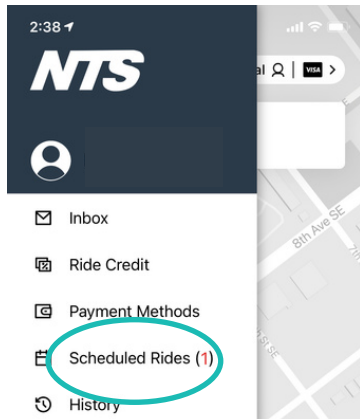 2:38
NTS
al | VISA >
Inbox
8th Ave SE
Ride Credit
Payment Methods
Scheduled Rides (1)
History